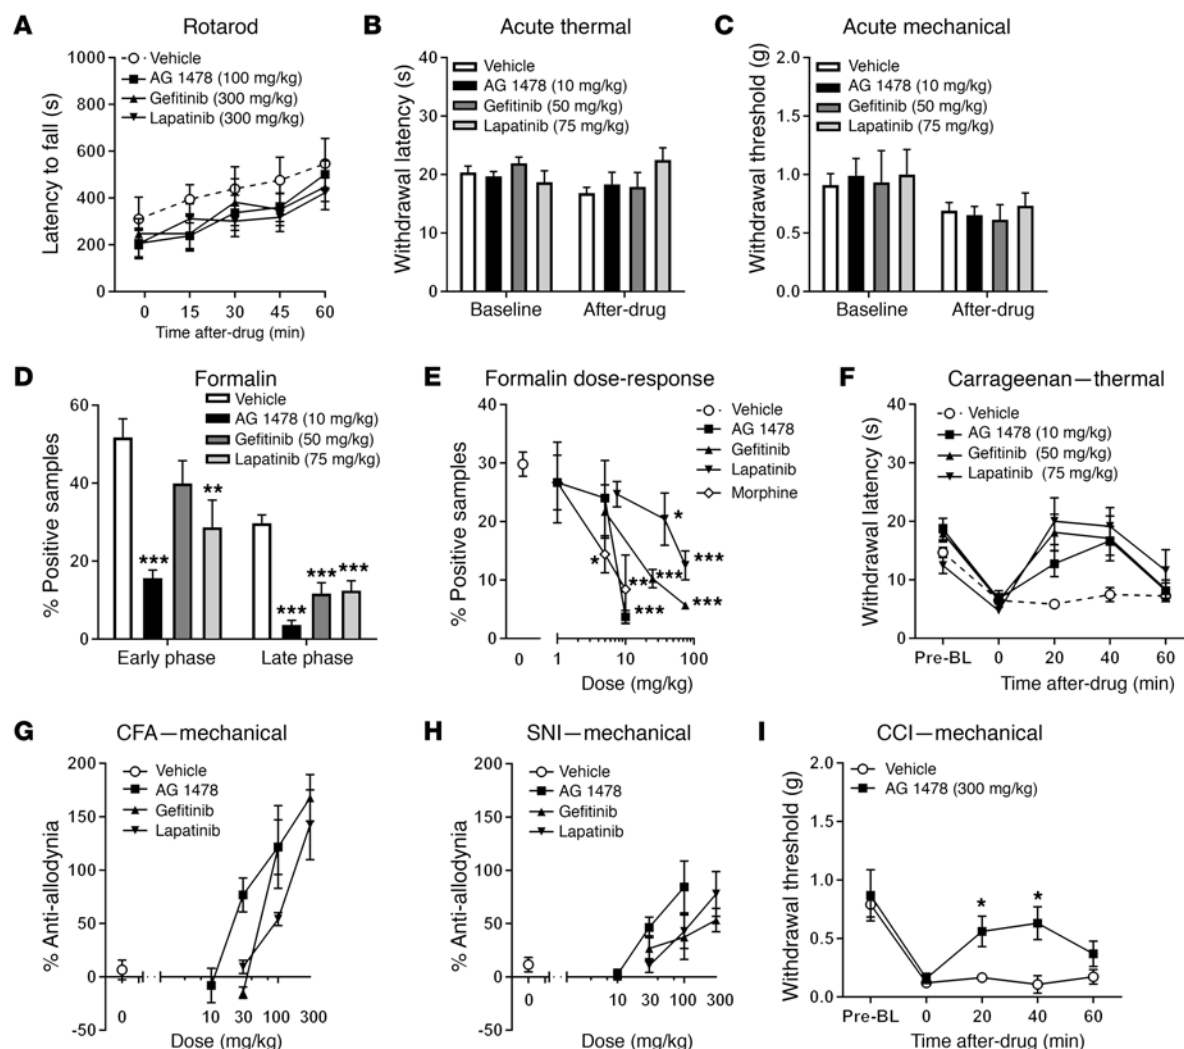 A Rotarod
Latency to fall (s)
1000
800
600
400
200
0
Vehicle
AG 1478 (100 mg/kg)
Gefitinib (300 mg/kg)
Lapatinib (300 mg/kg)
0 15 30 45 60
Time after-drug (min)
B Acute thermal
Withdrawal latency (s)
40
30
20
10
0
Vehicle
AG 1478 (10 mg/kg)
Gefitinib (50 mg/kg)
Lapatinib (75 mg/kg)
Baseline After-drug
C Acute mechanical
Withdrawal threshold (g)
2.0
1.5
1.0
0.5
0.0
Vehicle
AG 1478 (10 mg/kg)
Gefitinib (50 mg/kg)
Lapatinib (75 mg/kg)
Baseline After-drug
D Formalin
% Positive samples
60
40
20
0
Vehicle
AG 1478 (10 mg/kg)
Gefitinib (50 mg/kg)
Lapatinib (75 mg/kg)
***
**
***
***
***
Early phase Late phase
E Formalin dose-response
% Positive samples
40
30
20
10
0
Vehicle
AG 1478
Gefitinib
Lapatinib
Morphine
*
***
*
***
***
***
***
0 1 10 100
Dose (mg/kg)
F Carrageenan—thermal
Withdrawal latency (s)
40
30
20
10
0
Vehicle
AG 1478 (10 mg/kg)
Gefitinib (50 mg/kg)
Lapatinib (75 mg/kg)
Pre-BL 0 20 40 60
Time after-drug (min)
G CFA—mechanical
% Anti-allodynia
200
150
100
50
0
-50
Vehicle
AG 1478
Gefitinib
Lapatinib
0 10 30 100 300
Dose (mg/kg)
H SNI—mechanical
% Anti-allodynia
200
150
100
50
0
-50
Vehicle
AG 1478
Gefitinib
Lapatinib
0 10 30 100 300
Dose (mg/kg)
I CCI—mechanical
Withdrawal threshold (g)
2.0
1.5
1.0
0.5
0.0
Vehicle
AG 1478 (300 mg/kg)
* *
Pre-BL 0 20 40 60
Time after-drug (min)